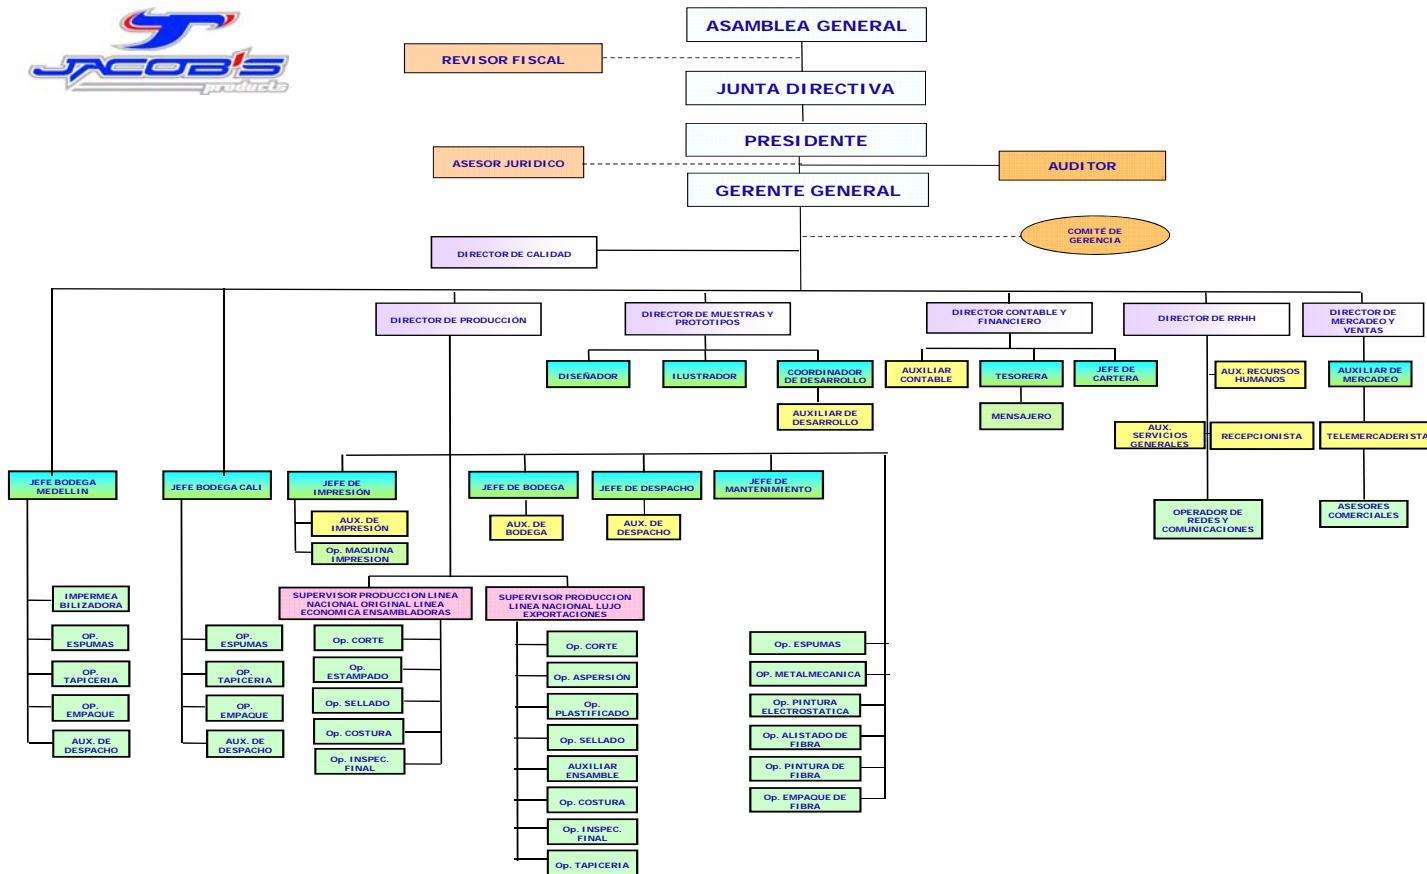 JACOB'S
products
ASAMBLEA GENERAL
REVISOR FISCAL
JUNTA DIRECTIVA
PRESIDENTE
ASESOR JURIDICO
AUDITOR
GERENTE GENERAL
COMITÉ DE
GERENCIA
DIRECTOR DE CALIDAD
DIRECTOR DE PRODUCCIÓN
DIRECTOR DE MUESTRAS Y
PROTOTIPOS
DIRECTOR CONTABLE Y
FINANCIERO
DIRECTOR DE RRHH
DIRECTOR DE
MERCADEO Y
VENTAS
DISEÑADOR
ILUSTRADOR
COORDINADOR
DE DESARROLLO
AUXILIAR
CONTABLE
TESORERA
JEFE DE
CARTERA
AUX. RECURSOS
HUMANOS
AUXILIAR DE
MERCADEO
AUXILIAR DE
DESARROLLO
MENSAJERO
AUX.
SERVICIOS
GENERALES
RECEPCIONISTA
TELEMERCADERISTA
JEFE BODEGA
MEDELLIN
JEFE BODEGA CALI
JEFE DE
IMPRESIÓN
JEFE DE BODEGA
JEFE DE DESPACHO
JEFE DE
MANTENIMIENTO
AUX. DE
IMPRESIÓN
AUX. DE
BODEGA
AUX. DE
DESPACHO
OPERADOR DE
REDES Y
COMUNICACIONES
ASESORES
COMERCIALES
Op. MAQUINA
IMPRESION
IMPERMEA
BILIZADORA
SUPERVISOR PRODUCCION LINEA
NACIONAL ORIGINAL LINEA
ECONOMICA ENSAMBLADORAS
SUPERVISOR PRODUCCION
LINEA NACIONAL LUJO
EXPORTACIONES
OP.
ESPUMAS
OP.
TAPICERIA
OP.
EMPAQUE
AUX. DE
DESPACHO
OP.
ESPUMAS
OP.
TAPICERIA
OP.
EMPAQUE
AUX. DE
DESPACHO
Op. CORTE
Op.
ESTAMPADO
Op. SELLADO
Op. COSTURA
Op. INSPEC.
FINAL
Op. CORTE
Op. ASPERSIÓN
Op.
PLASTIFICADO
Op. SELLADO
AUXILIAR
ENSAMBLE
Op. COSTURA
Op. INSPEC.
FINAL
Op. TAPICERIA
Op. ESPUMAS
OP. METALMECANICA
Op. PINTURA
ELECTROSTATICA
Op. ALISTADO DE
FIBRA
Op. PINTURA DE
FIBRA
Op. EMPAQUE DE
FIBRA